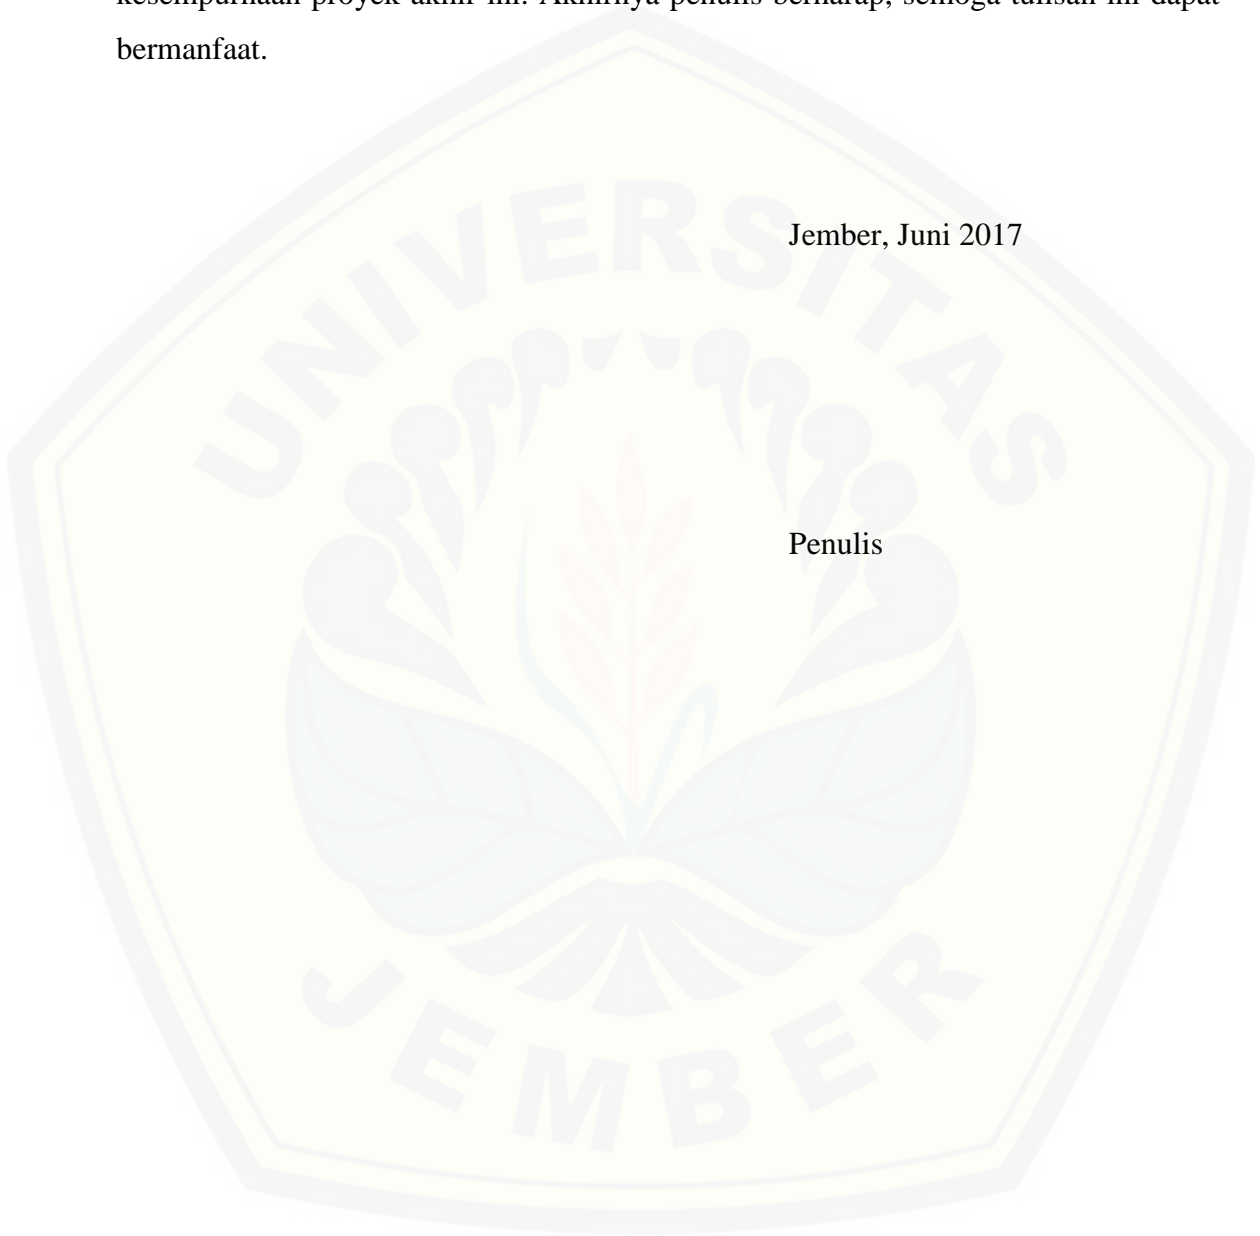 kesempurnaan proyek akhir ini. Akhirnya penulis berharap, semoga tulisan ini dapat
bermanfaat.
Jember, Juni 2017
Penulis
UNIVERSITAS
JEMBER